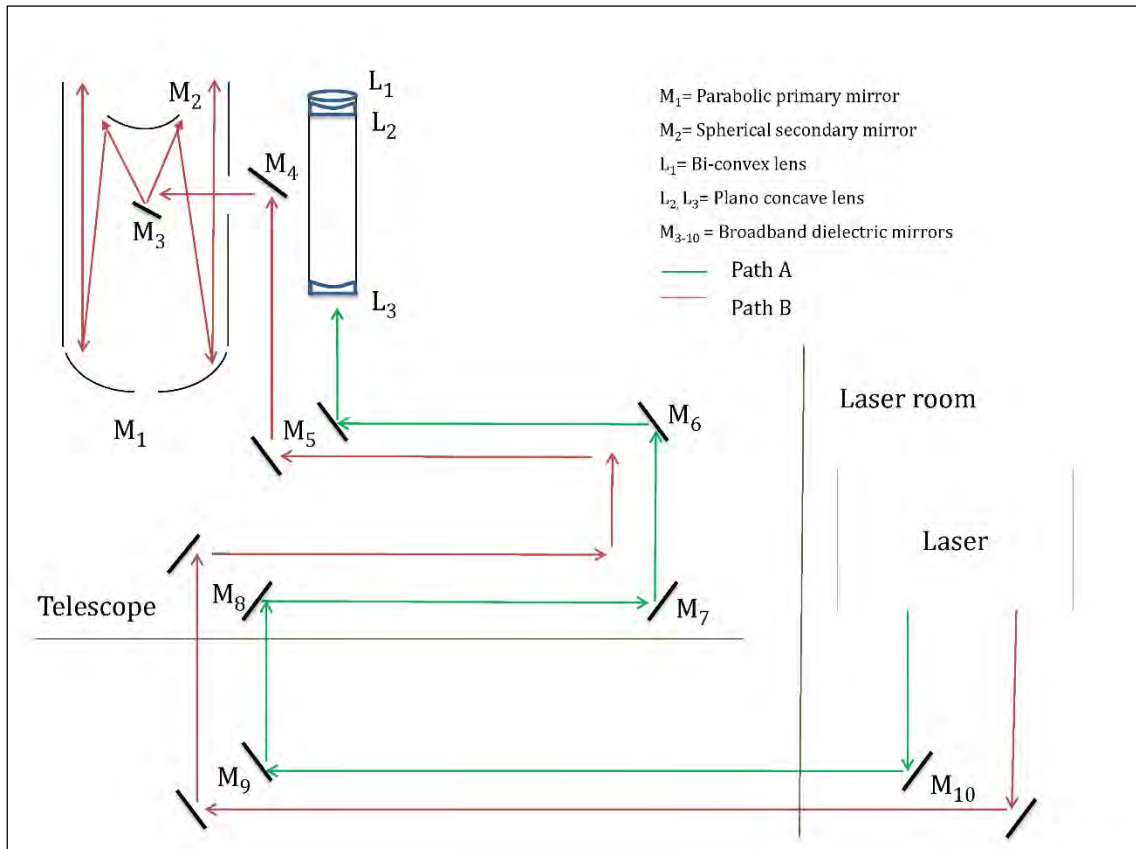 L₁
M₂
L₂
M₄
M₃
L₃
M₁
M₅
M₆
M₁= Parabolic primary mirror
M₂= Spherical secondary mirror
L₁= Bi-convex lens
L₂, L₃= Plano concave lens
M₃₋₁₀ = Broadband dielectric mirrors
Path A
Path B
Laser room
Laser
Telescope
M₈
M₇
M₉
M₁₀